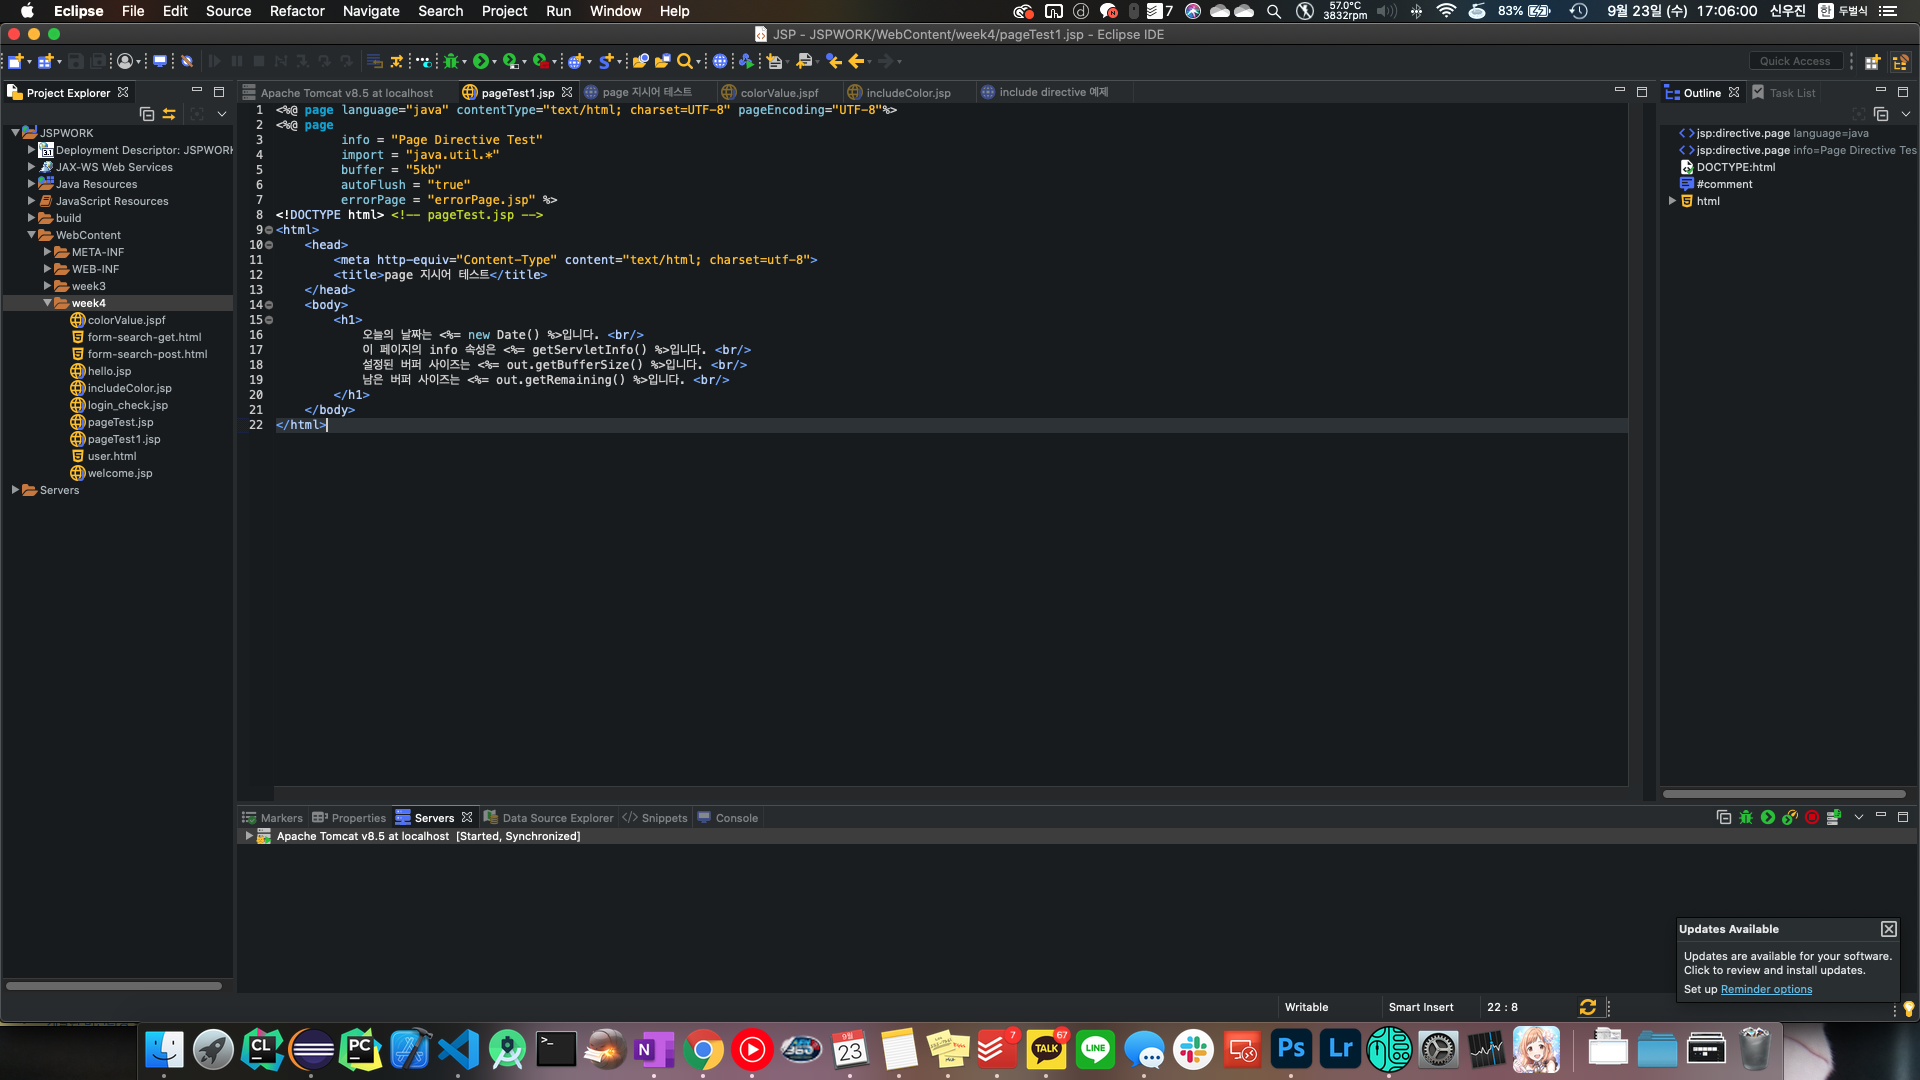 Eclipse File Edit Source Refactor Navigate Search Project Run Window Help
7 57.0°C 3832rpm 83% 9월 23일 (수) 17:06:00 신우진 한 두벌식
JSP - JSPWORK/WebContent/week4/pageTest1.jsp - Eclipse IDE
Quick Access
Project Explorer
JSPWORK
Deployment Descriptor: JSPWORK
JAX-WS Web Services
Java Resources
JavaScript Resources
build
WebContent
META-INF
WEB-INF
week3
week4
colorValue.jspf
form-search-get.html
form-search-post.html
hello.jsp
includeColor.jsp
login_check.jsp
pageTest.jsp
pageTest1.jsp
user.html
welcome.jsp
Servers
Apache Tomcat v8.5 at localhost pageTest1.jsp page 지시어 테스트 colorValue.jspf includeColor.jsp include directive 예제
1 <%@ page language="java" contentType="text/html; charset=UTF-8" pageEncoding="UTF-8"%>
2 <%@ page
3 info = "Page Directive Test"
4 import = "java.util.*"
5 buffer = "5kb"
6 autoFlush = "true"
7 errorPage = "errorPage.jsp" %>
8 <!DOCTYPE html> <!-- pageTest.jsp -->
9 <html>
10 <head>
11 <meta http-equiv="Content-Type" content="text/html; charset=utf-8">
12 <title>page 지시어 테스트</title>
13 </head>
14 <body>
15 <h1>
16 오늘의 날짜는 <%= new Date() %>입니다. <br/>
17 이 페이지의 info 속성은 <%= getServletInfo() %>입니다. <br/>
18 설정된 버퍼 사이즈는 <%= out.getBufferSize() %>입니다. <br/>
19 남은 버퍼 사이즈는 <%= out.getRemaining() %>입니다. <br/>
20 </h1>
21 </body>
22 </html>
Outline Task List
jsp:directive.page language=java
jsp:directive.page info=Page Directive Tes
DOCTYPE:html
#comment
html
Markers Properties Servers Data Source Explorer Snippets Console
Apache Tomcat v8.5 at localhost [Started, Synchronized]
Updates Available
Updates are available for your software.
Click to review and install updates.
Set up Reminder options
Writable Smart Insert 22 : 8
CL PC N 9월 23 7 TALK 67 LINE Ps Lr